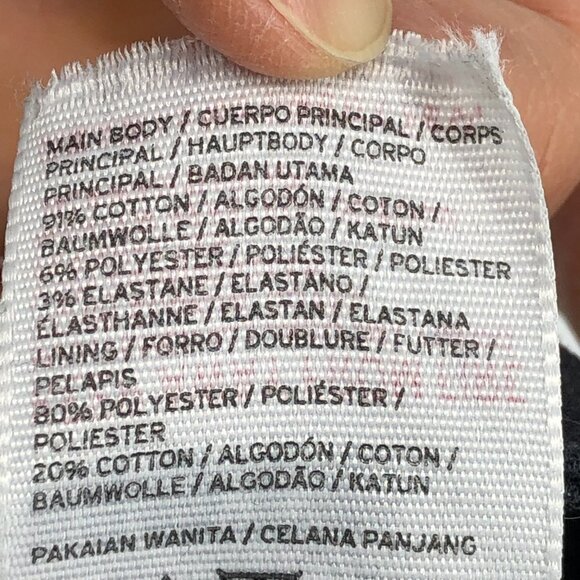 MAIN BODY / CUERPO PRINCIPAL / CORPS
PRINCIPAL / HAUPTBODY / CORPO
PRINCIPAL / BADAN UTAMA
91% COTTON / ALGODÓN / COTON /
BAUMWOLLE / ALGODÃO / KATUN
6% POLYESTER / POLIÉSTER / POLIESTER
3% ELASTANE / ELASTANO /
ÉLASTHANNE / ELASTAN / ELASTANA
LINING / FORRO / DOUBLURE / FUTTER /
PELAPIS
80% POLYESTER / POLIÉSTER /
POLIESTER
20% COTTON / ALGODÓN / COTON /
BAUMWOLLE / ALGODÃO / KATUN
PAKAIAN WANITA / CELANA PANJANG